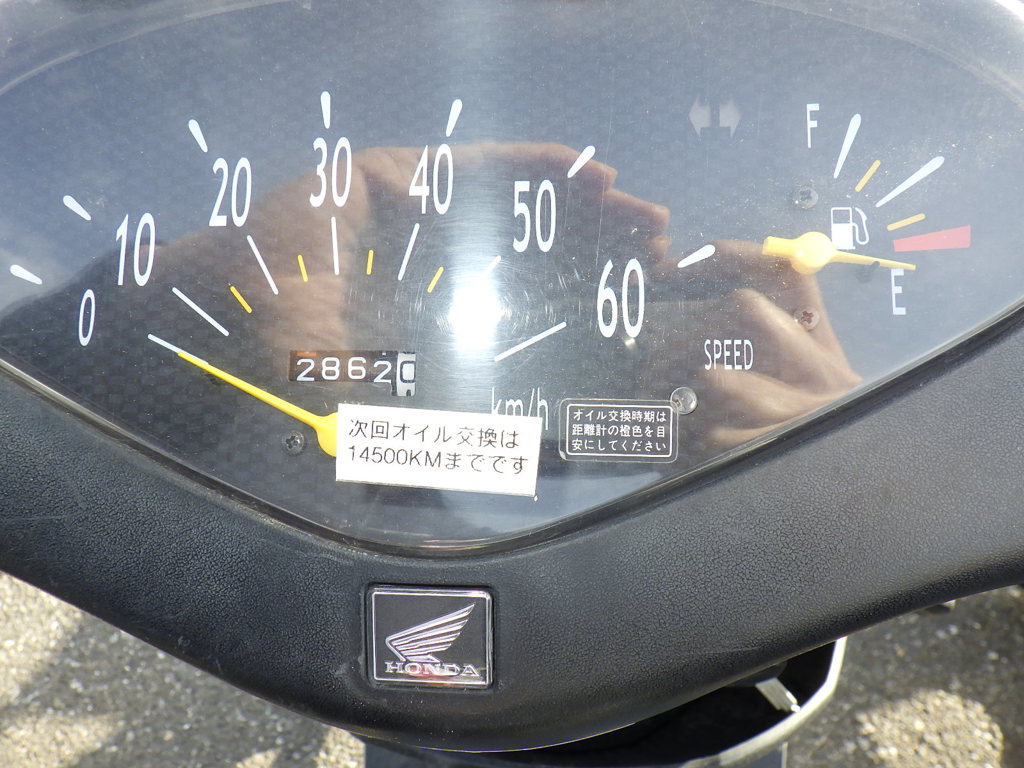 0
10
20
30
40
50
60
F
E
SPEED
28620
km/h
次回オイル交換は
14500KMまでです
オイル交換時期は
距離計の橙色を目
安にしてください
HONDA